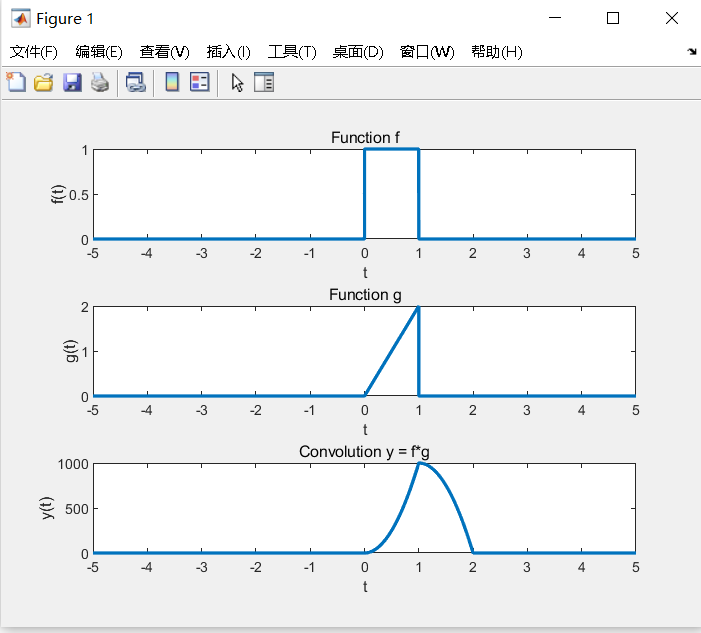 Figure 1
文件(F) 编辑(E) 查看(V) 插入(I) 工具(T) 桌面(D) 窗口(W) 帮助(H)
Function f
1
0.5
0
f(t)
-5 -4 -3 -2 -1 0 1 2 3 4 5
t
Function g
2
1
0
g(t)
-5 -4 -3 -2 -1 0 1 2 3 4 5
t
Convolution y = f*g
1000
500
0
y(t)
-5 -4 -3 -2 -1 0 1 2 3 4 5
t